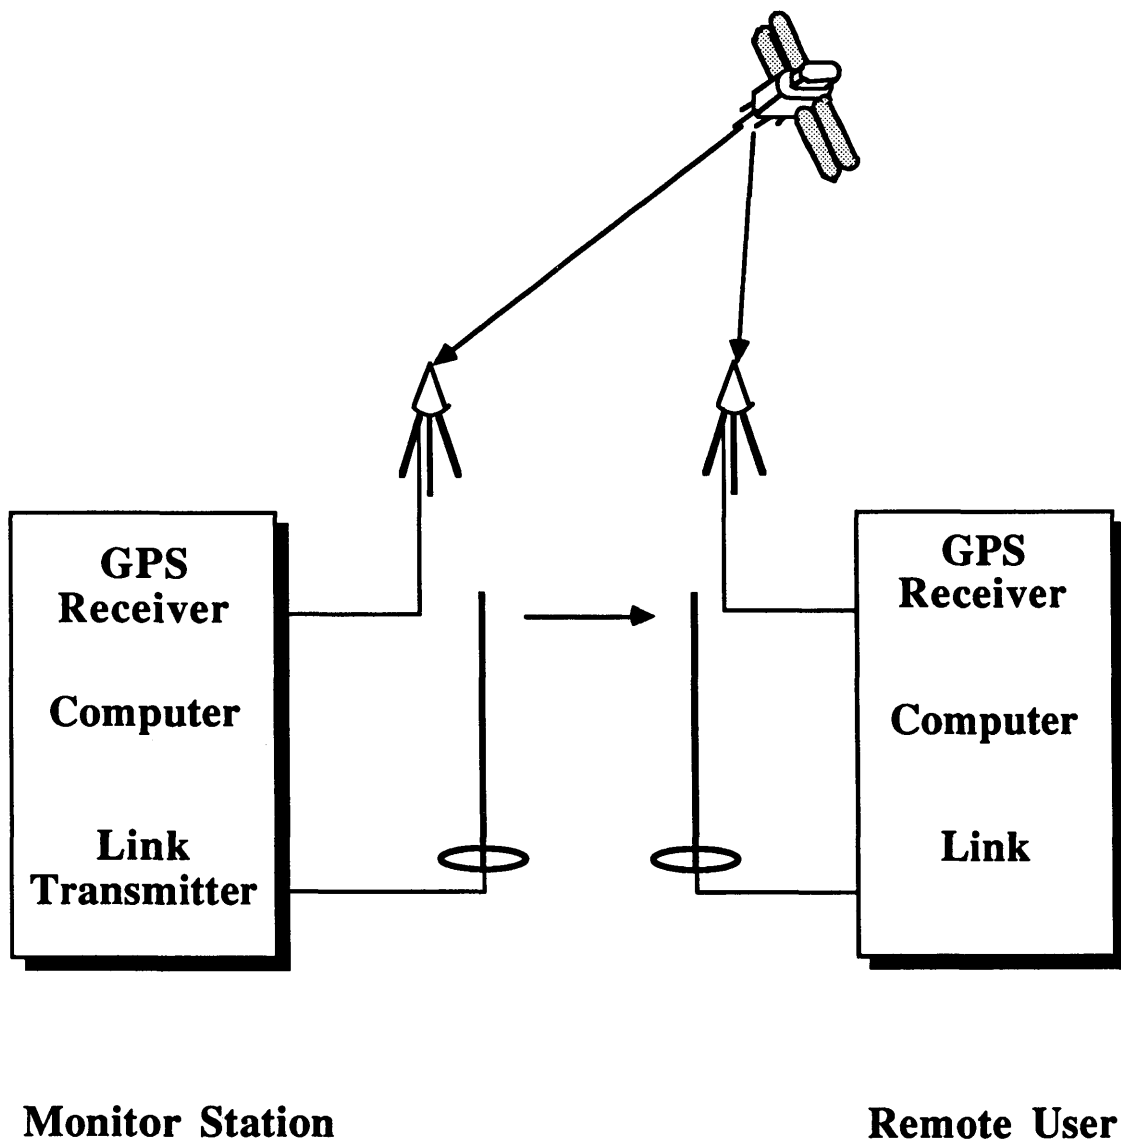 GPS
Receiver
Computer
Link
Transmitter
GPS
Receiver
Computer
Link
Monitor Station
Remote User